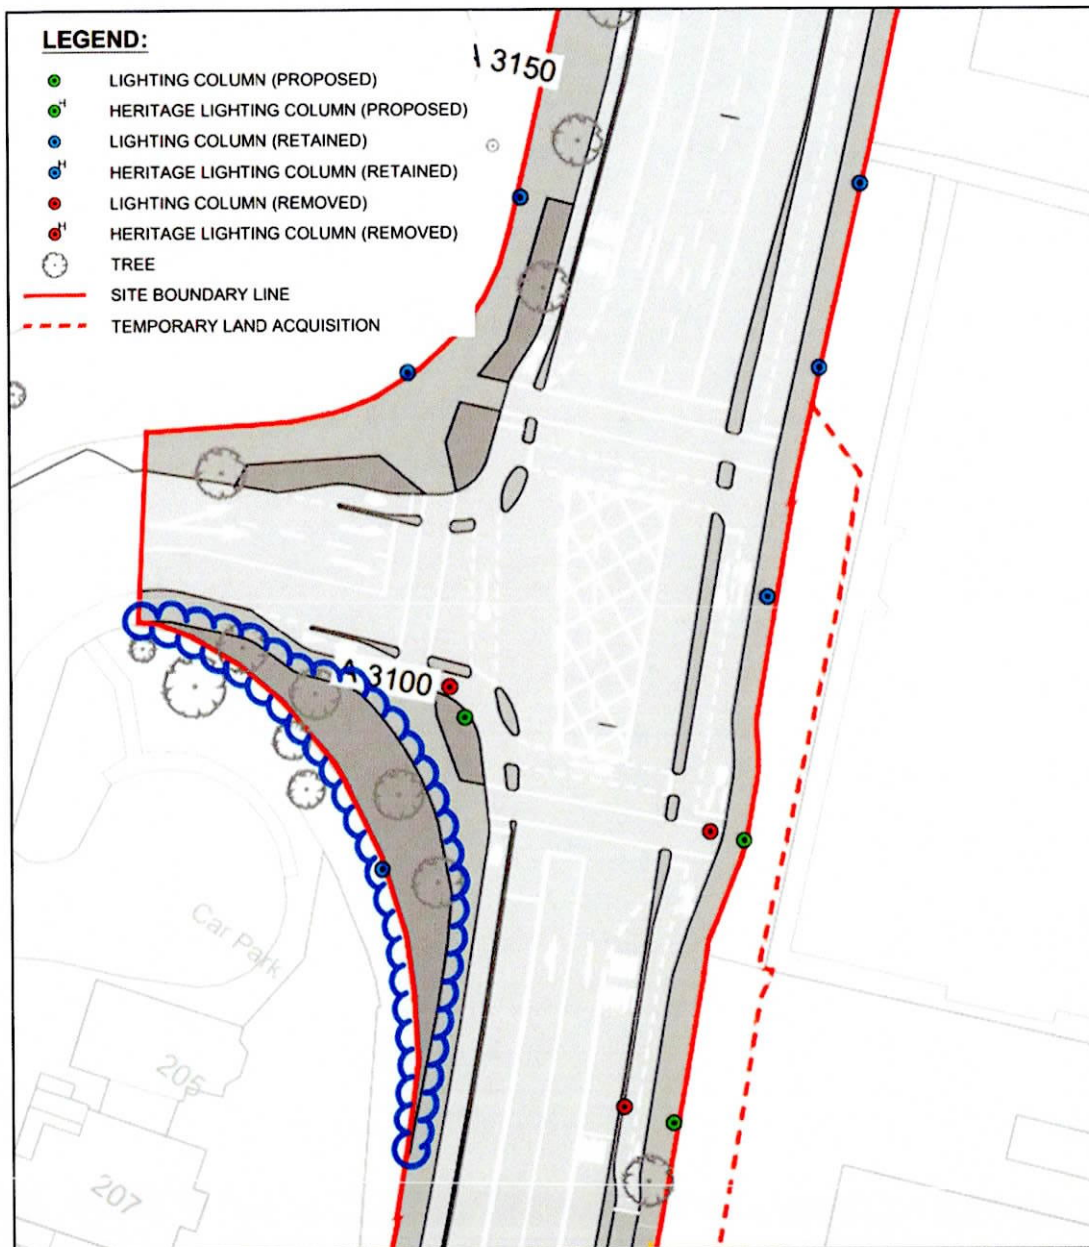 LEGEND:
LIGHTING COLUMN (PROPOSED)
H HERITAGE LIGHTING COLUMN (PROPOSED)
LIGHTING COLUMN (RETAINED)
H HERITAGE LIGHTING COLUMN (RETAINED)
LIGHTING COLUMN (REMOVED)
H HERITAGE LIGHTING COLUMN (REMOVED)
TREE
SITE BOUNDARY LINE
TEMPORARY LAND ACQUISITION
A 3150
A 3100
Car Park
205
207